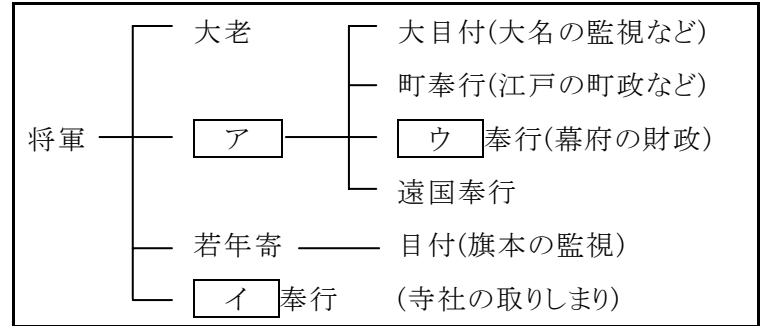 大老 大目付(大名の監視など)
町奉行(江戸の町政など)
将軍 ア ウ 奉行(幕府の財政)
遠国奉行
若年寄 目付(旗本の監視)
イ 奉行 (寺社の取りしまり)